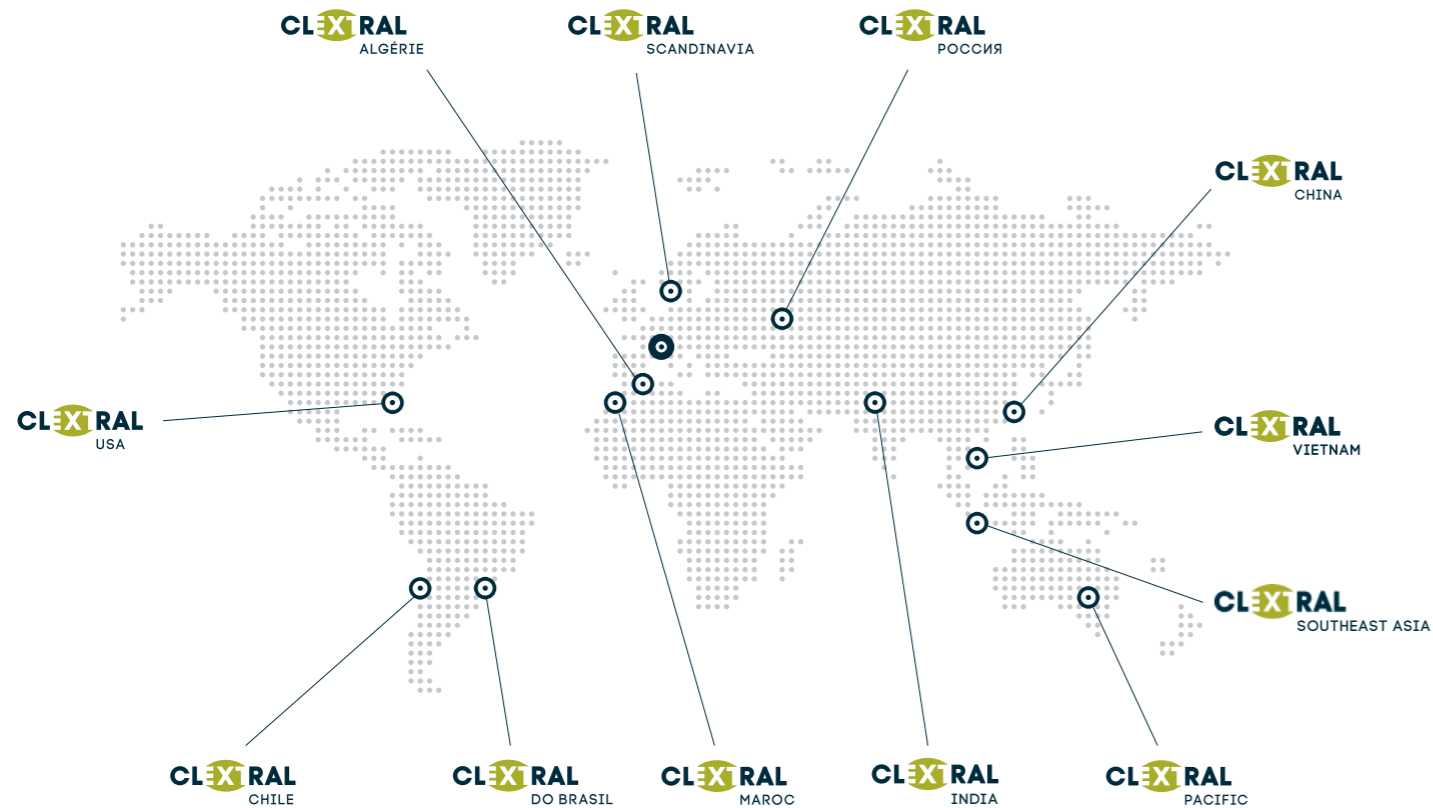 CLEXTRAL
ALGÉRIE
CLEXTRAL
SCANDINAVIA
CLEXTRAL
РОССИЯ
CLEXTRAL
CHINA
CLEXTRAL
USA
CLEXTRAL
VIETNAM
CLEXTRAL
SOUTHEAST ASIA
CLEXTRAL
CHILE
CLEXTRAL
DO BRASIL
CLEXTRAL
MAROC
CLEXTRAL
INDIA
CLEXTRAL
PACIFIC